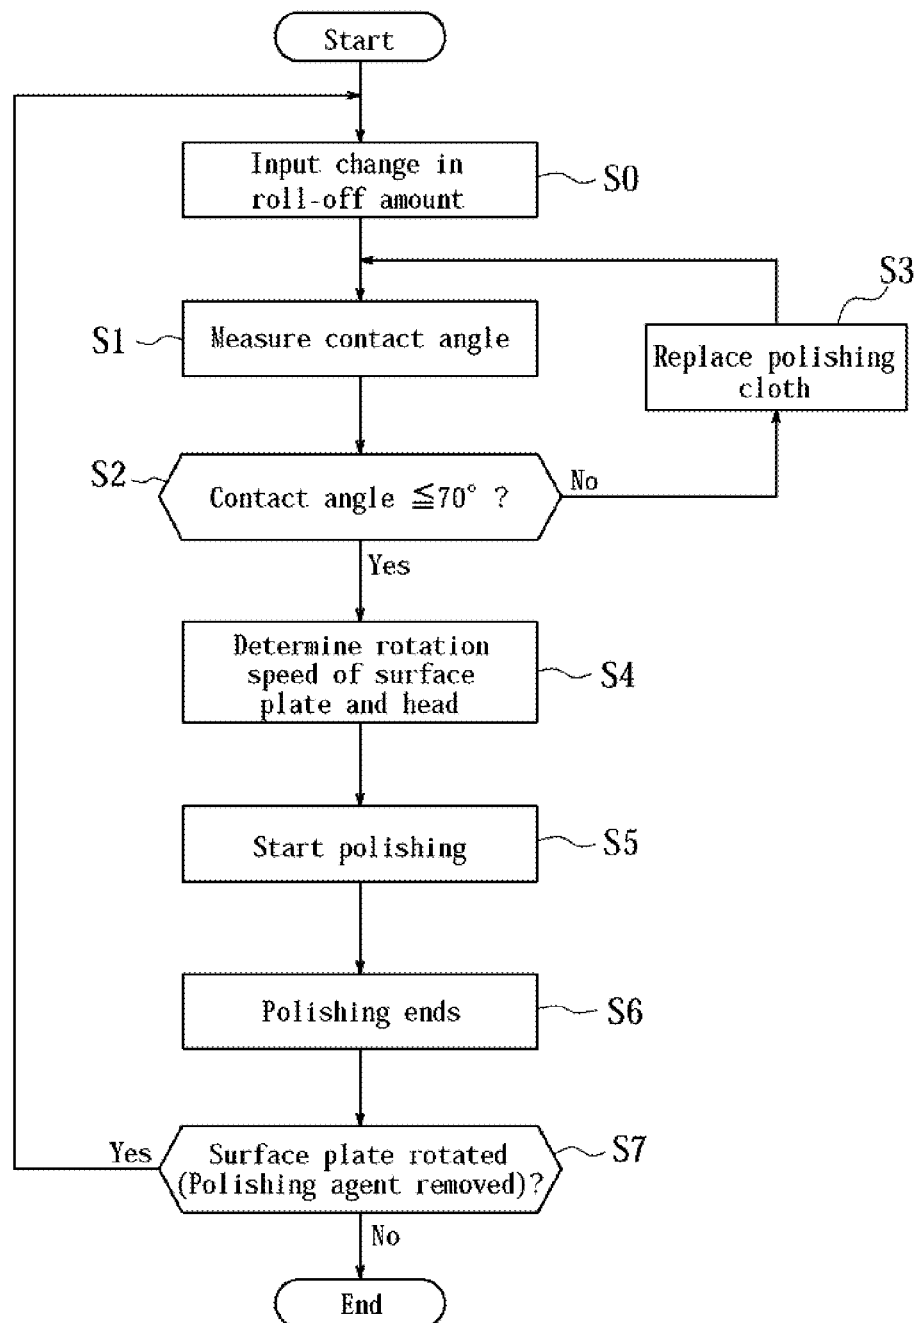 Start
Input change in
roll-off amount
S0
S3
S1
Measure contact angle
Replace polishing
cloth
S2
Contact angle ≦70° ?
No
Yes
Determine rotation
speed of surface
plate and head
S4
Start polishing
S5
Polishing ends
S6
Yes
Surface plate rotated
(Polishing agent removed)?
S7
No
End